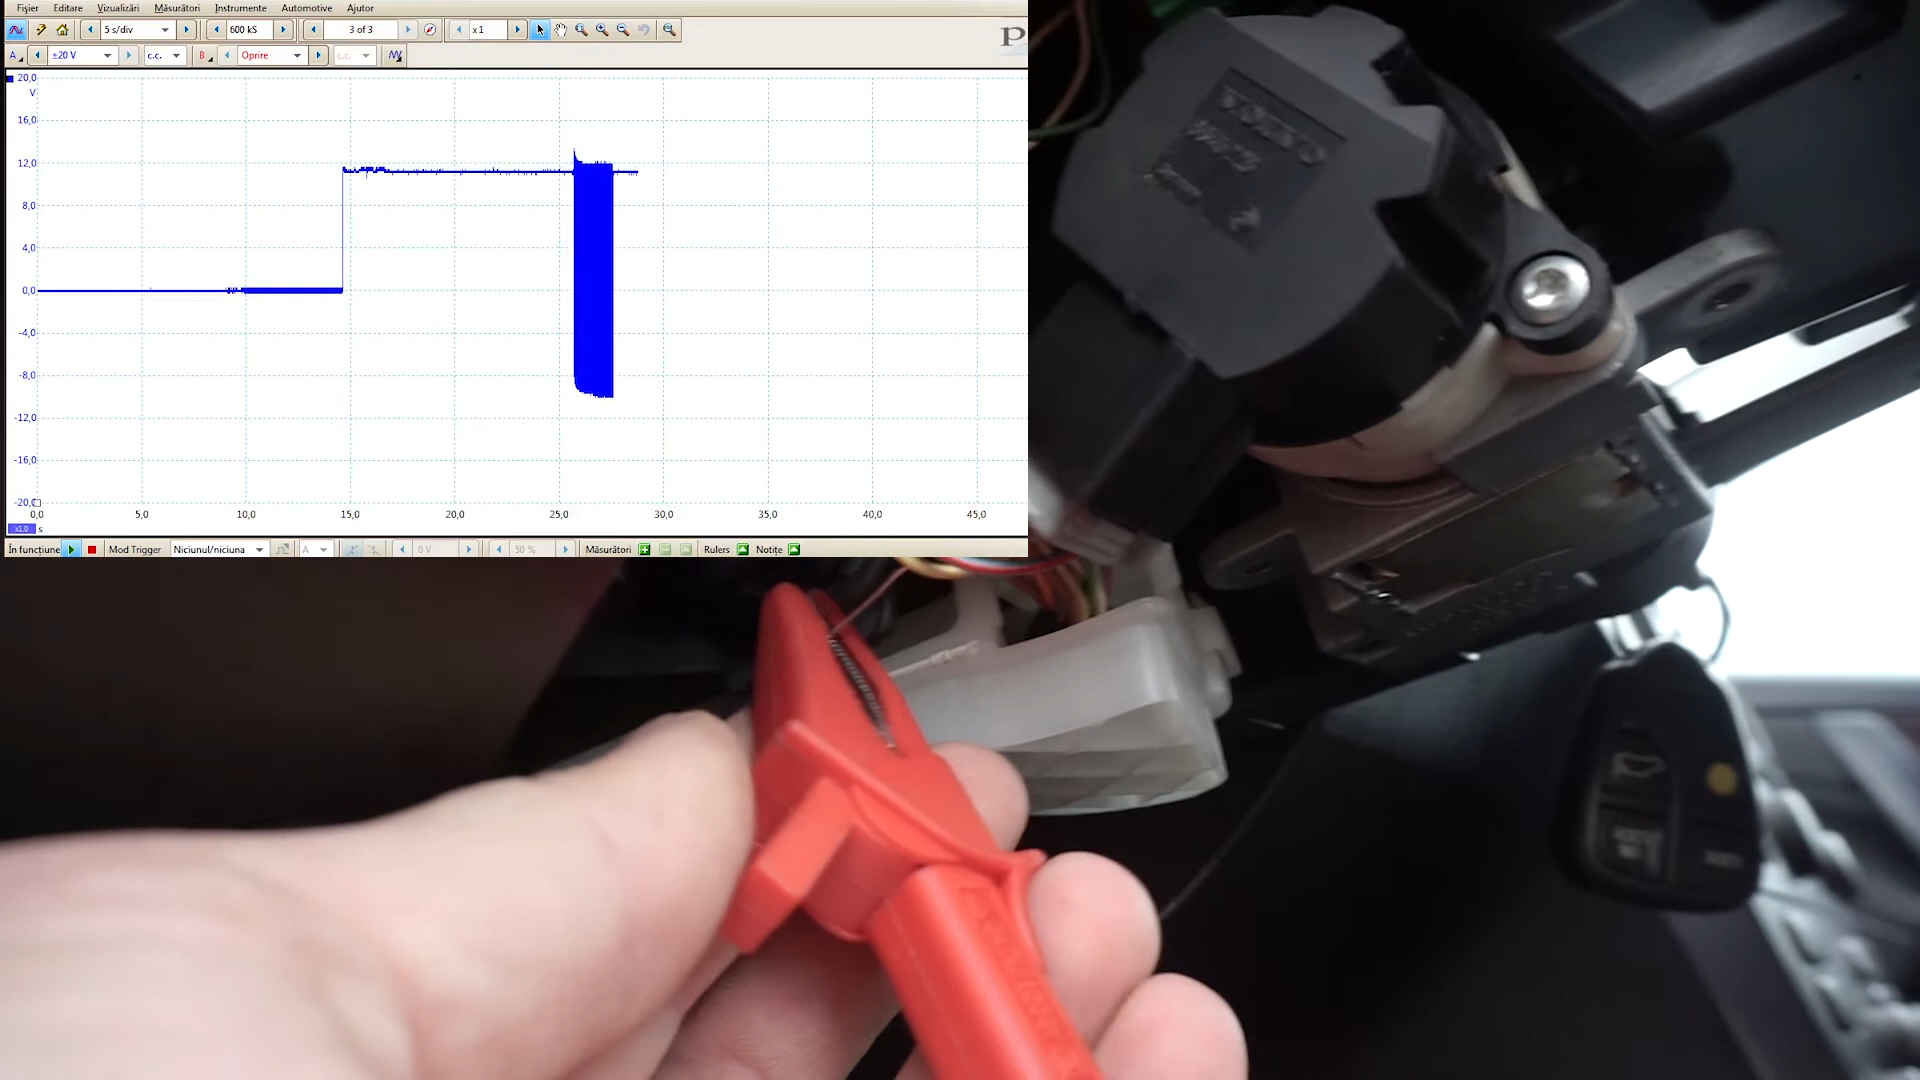 Fișier Editare Vizualizări Măsurători Instrumente Automotive Ajutor
5 s/div 600 kS 3 of 3 x1
A ±20 V c.c. B Oprire c.c.
P
20,0
V
16,0
12,0
8,0
4,0
0,0
-4,0
-8,0
-12,0
-16,0
-20,0
0,0 5,0 10,0 15,0 20,0 25,0 30,0 35,0 40,0 45,0
x1.0 s
În funcțiune Mod Trigger Niciunul/niciuna A 0 V 50 % Măsurători Rulers Notițe